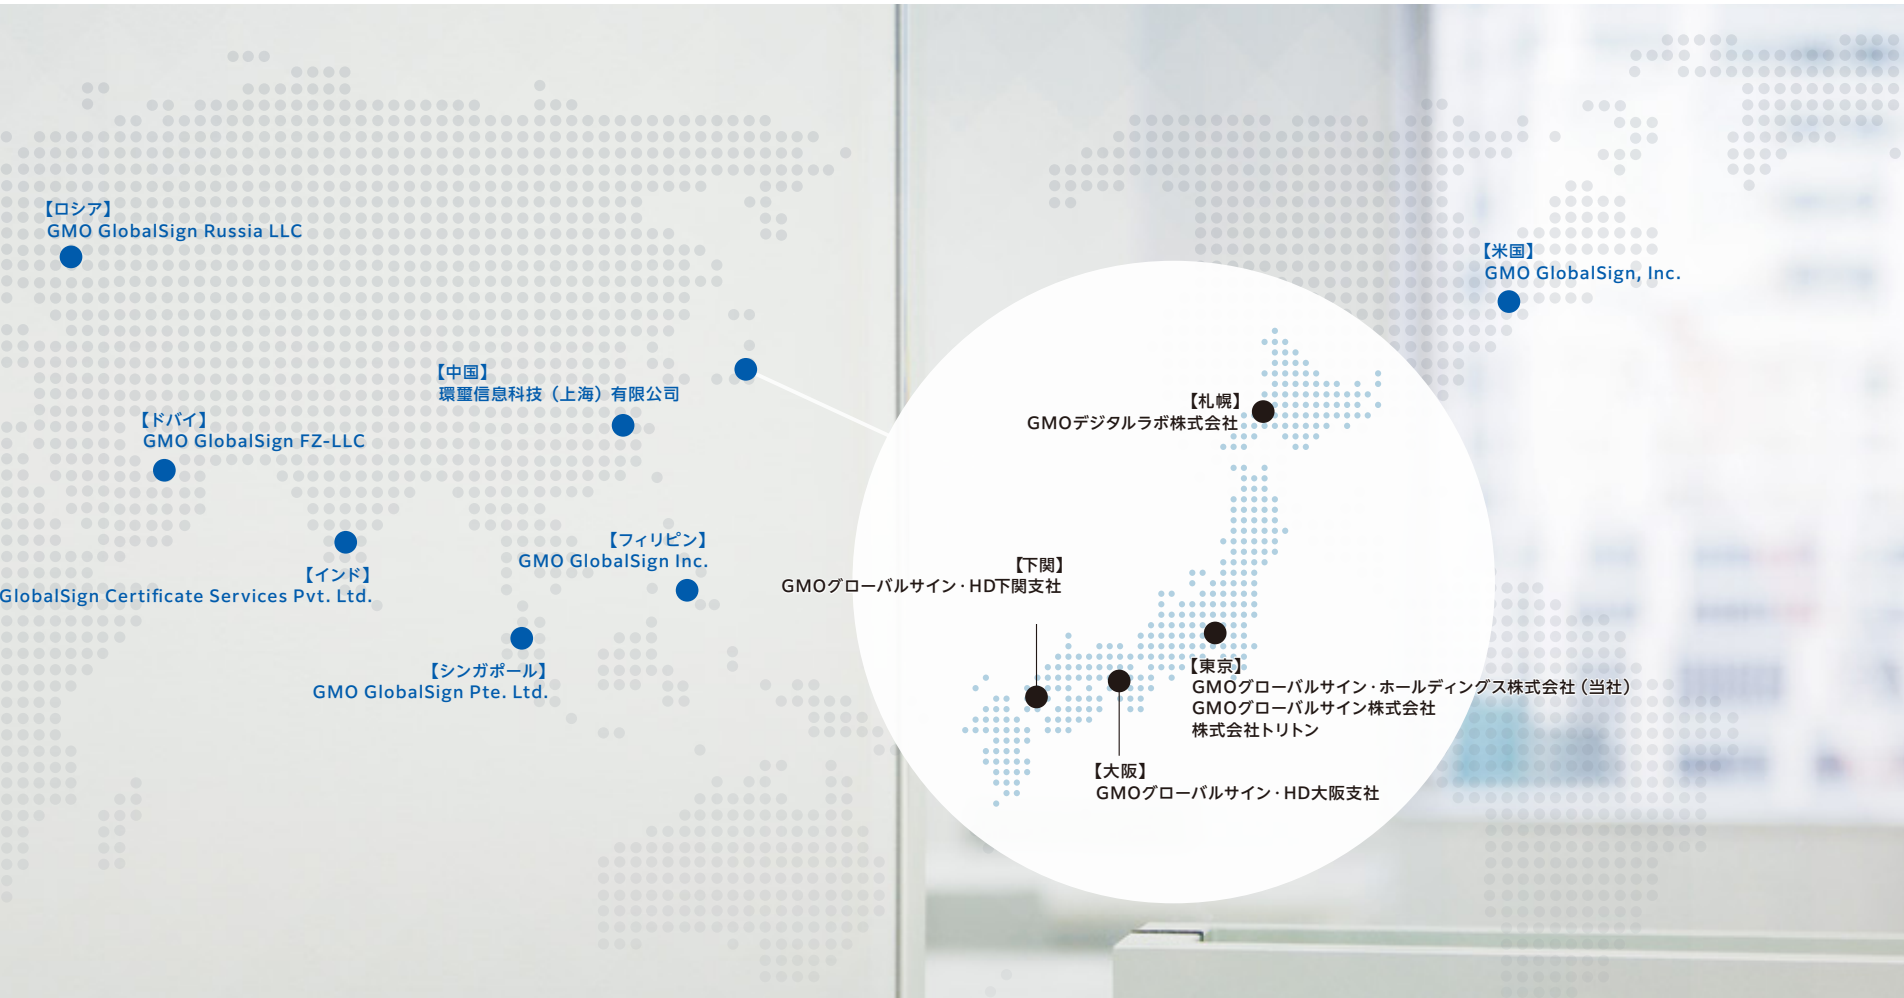 【ロシア】
GMO GlobalSign Russia LLC
【米国】
GMO GlobalSign, Inc.
【中国】
環璽信息科技（上海）有限公司
【ドバイ】
GMO GlobalSign FZ-LLC
【フィリピン】
GMO GlobalSign Inc.
【インド】
GlobalSign Certificate Services Pvt. Ltd.
【シンガポール】
GMO GlobalSign Pte. Ltd.
【札幌】
GMOデジタルラボ株式会社
【下関】
GMOグローバルサイン・HD下関支社
【東京】
GMOグローバルサイン・ホールディングス株式会社（当社）
GMOグローバルサイン株式会社
株式会社トリトン
【大阪】
GMOグローバルサイン・HD大阪支社